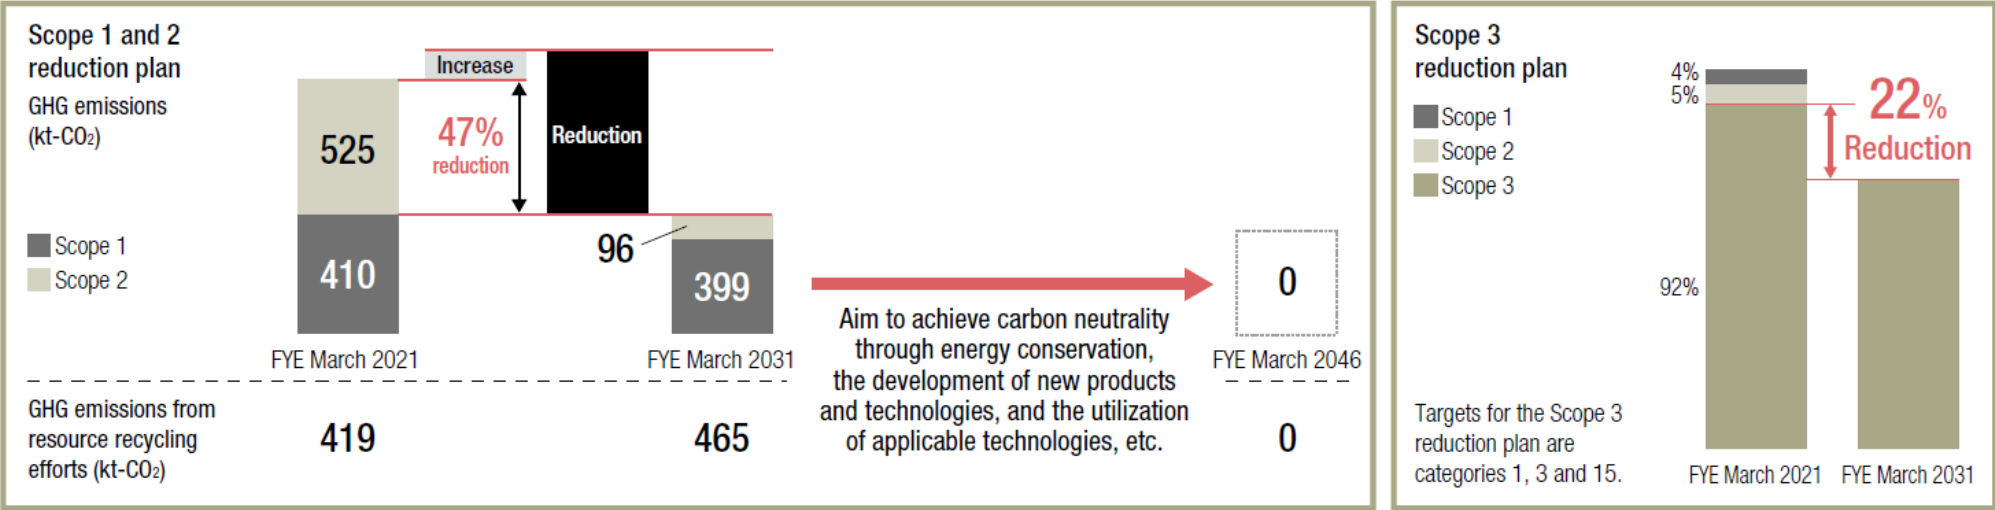 Scope 1 and 2
reduction plan
GHG emissions
(kt-CO2)
Scope 1
Scope 2
525
410
Increase
47%
reduction
Reduction
96
399
FYE March 2021
FYE March 2031
Aim to achieve carbon neutrality
through energy conservation,
the development of new products
and technologies, and the utilization
of applicable technologies, etc.
0
FYE March 2046
GHG emissions from
resource recycling
efforts (kt-CO2)
419
465
0
Scope 3
reduction plan
Scope 1
Scope 2
Scope 3
4%
5%
92%
22%
Reduction
Targets for the Scope 3
reduction plan are
categories 1, 3 and 15.
FYE March 2021
FYE March 2031